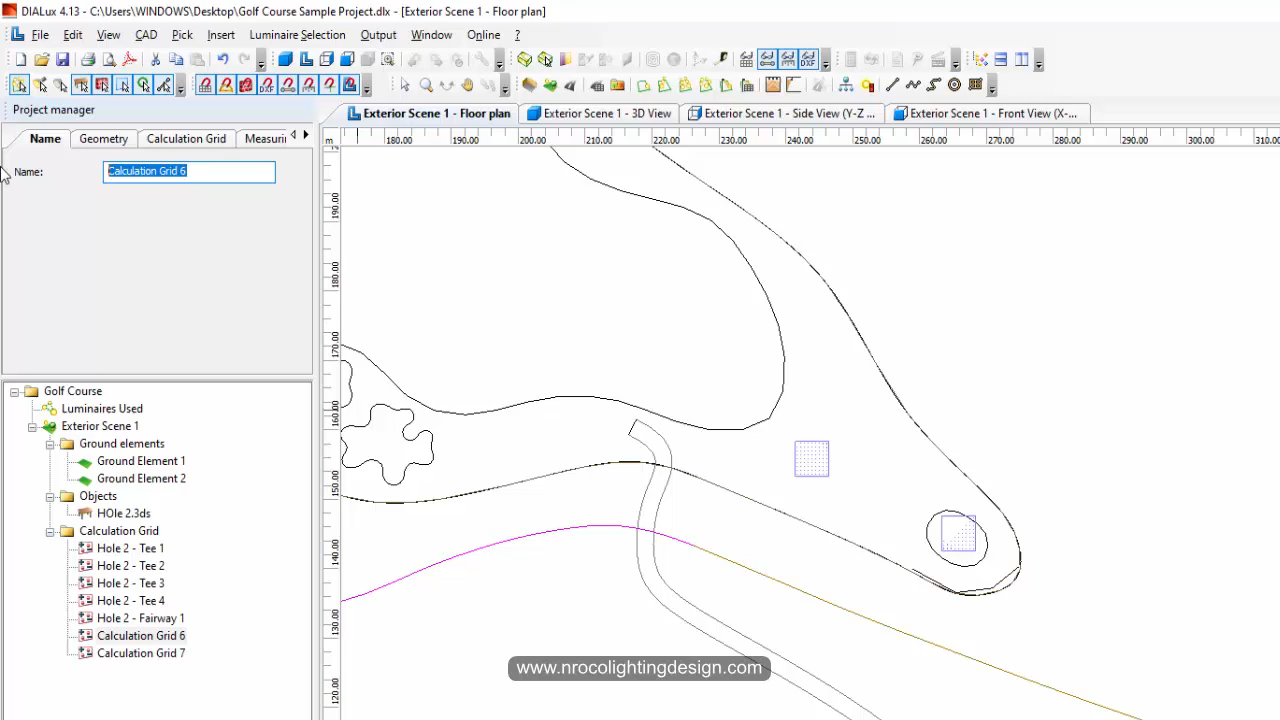 DIALux 4.13 - C:\Users\WINDOWS\Desktop\Golf Course Sample Project.dlx - [Exterior Scene 1 - Floor plan]
File Edit View CAD Pick Insert Luminaire Selection Output Window Online ?
Project manager
Exterior Scene 1 - Floor plan Exterior Scene 1 - 3D View Exterior Scene 1 - Side View (Y-Z ... Exterior Scene 1 - Front View (X-...
Name Geometry Calculation Grid Measuri
m 180.00 190.00 200.00 210.00 220.00 230.00 240.00 250.00 260.00 270.00 280.00 290.00 300.00 310.00
Name: Calculation Grid 6
190.00
180.00
170.00
160.00
150.00
140.00
130.00
120.00
Golf Course
Luminaires Used
Exterior Scene 1
Ground elements
Ground Element 1
Ground Element 2
Objects
HOle 2.3ds
Calculation Grid
Hole 2 - Tee 1
Hole 2 - Tee 2
Hole 2 - Tee 3
Hole 2 - Tee 4
Hole 2 - Fairway 1
Calculation Grid 6
Calculation Grid 7
www.nrocolightingdesign.com